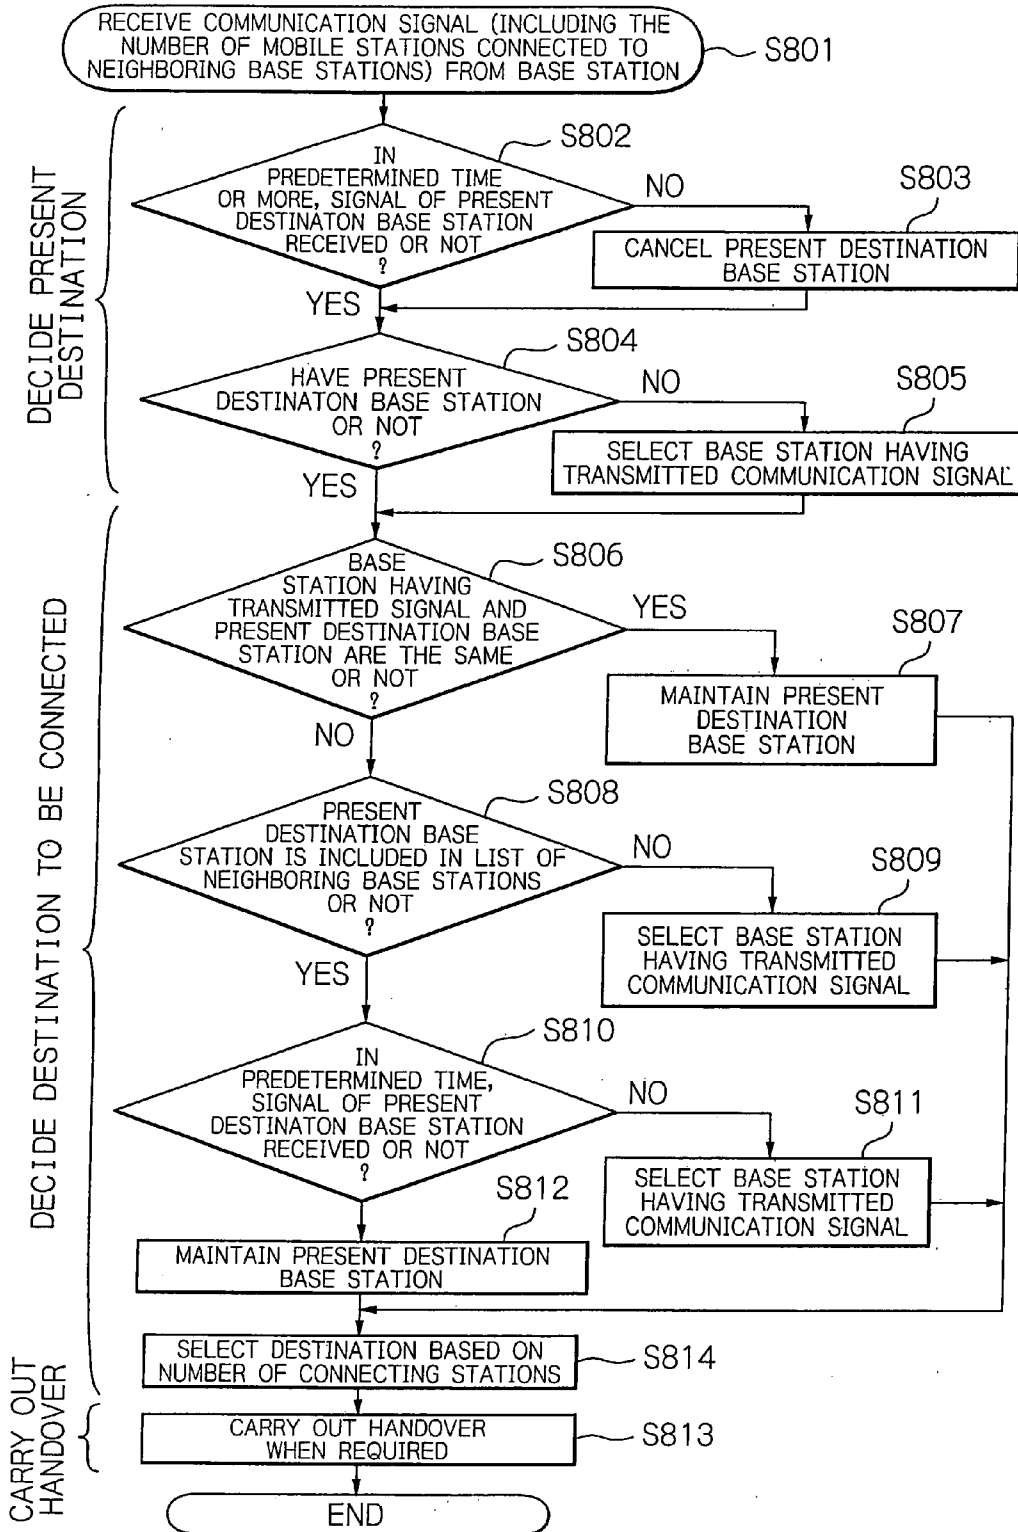 RECEIVE COMMUNICATION SIGNAL (INCLUDING THE
NUMBER OF MOBILE STATIONS CONNECTED TO
NEIGHBORING BASE STATIONS) FROM BASE STATION
S801
DECIDE PRESENT
DESTINATION
S802
IN
PREDETERMINED TIME
OR MORE, SIGNAL OF PRESENT
DESTINATON BASE STATION
RECEIVED OR NOT
?
NO
S803
CANCEL PRESENT DESTINATION
BASE STATION
YES
S804
HAVE PRESENT
DESTINATON BASE STATION
OR NOT
?
NO
S805
SELECT BASE STATION HAVING
TRANSMITTED COMMUNICATION SIGNAL
YES
DECIDE DESTINATION TO BE CONNECTED
S806
BASE
STATION HAVING
TRANSMITTED SIGNAL AND
PRESENT DESTINATION BASE
STATION ARE THE SAME
OR NOT
?
YES
S807
MAINTAIN PRESENT
DESTINATION
BASE STATION
NO
S808
PRESENT
DESTINATION BASE
STATION IS INCLUDED IN LIST OF
NEIGHBORING BASE STATIONS
OR NOT
?
NO
S809
SELECT BASE STATION
HAVING TRANSMITTED
COMMUNICATION SIGNAL
YES
S810
IN
PREDETERMINED TIME,
SIGNAL OF PRESENT
DESTINATON BASE STATION
RECEIVED OR NOT
?
NO
S811
SELECT BASE STATION
HAVING TRANSMITTED
COMMUNICATION SIGNAL
S812
MAINTAIN PRESENT DESTINATION
BASE STATION
SELECT DESTINATION BASED ON
NUMBER OF CONNECTING STATIONS
S814
CARRY OUT
HANDOVER
CARRY OUT HANDOVER
WHEN REQUIRED
S813
END